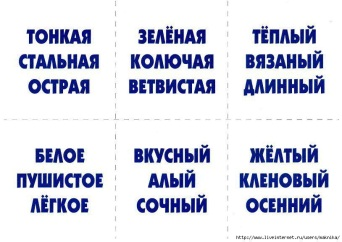 ТОНКАЯ
СТАЛЬНАЯ
ОСТРАЯ
ЗЕЛЁНАЯ
КОЛЮЧАЯ
ВЕТВИСТАЯ
ТЁПЛЫЙ
ВЯЗАНЫЙ
ДЛИННЫЙ
БЕЛОЕ
ПУШИСТОЕ
ЛЁГКОЕ
ВКУСНЫЙ
АЛЫЙ
СОЧНЫЙ
ЖЁЛТЫЙ
КЛЕНОВЫЙ
ОСЕННИЙ
http://www.liveinternet.ru/users/maknika/